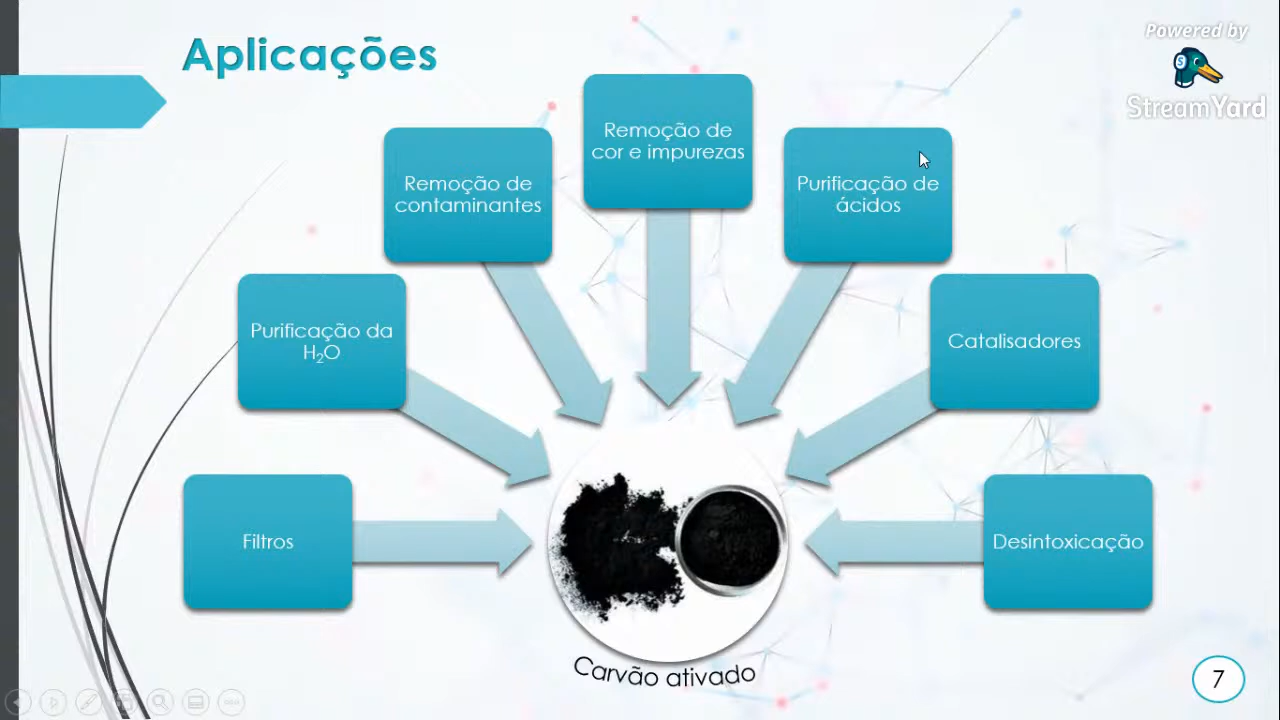 Aplicações
Powered by
StreamYard
Remoção de
cor e impurezas
Remoção de
contaminantes
Purificação de
ácidos
Purificação da
H₂O
Catalisadores
Filtros
Desintoxicação
Carvão ativado
7